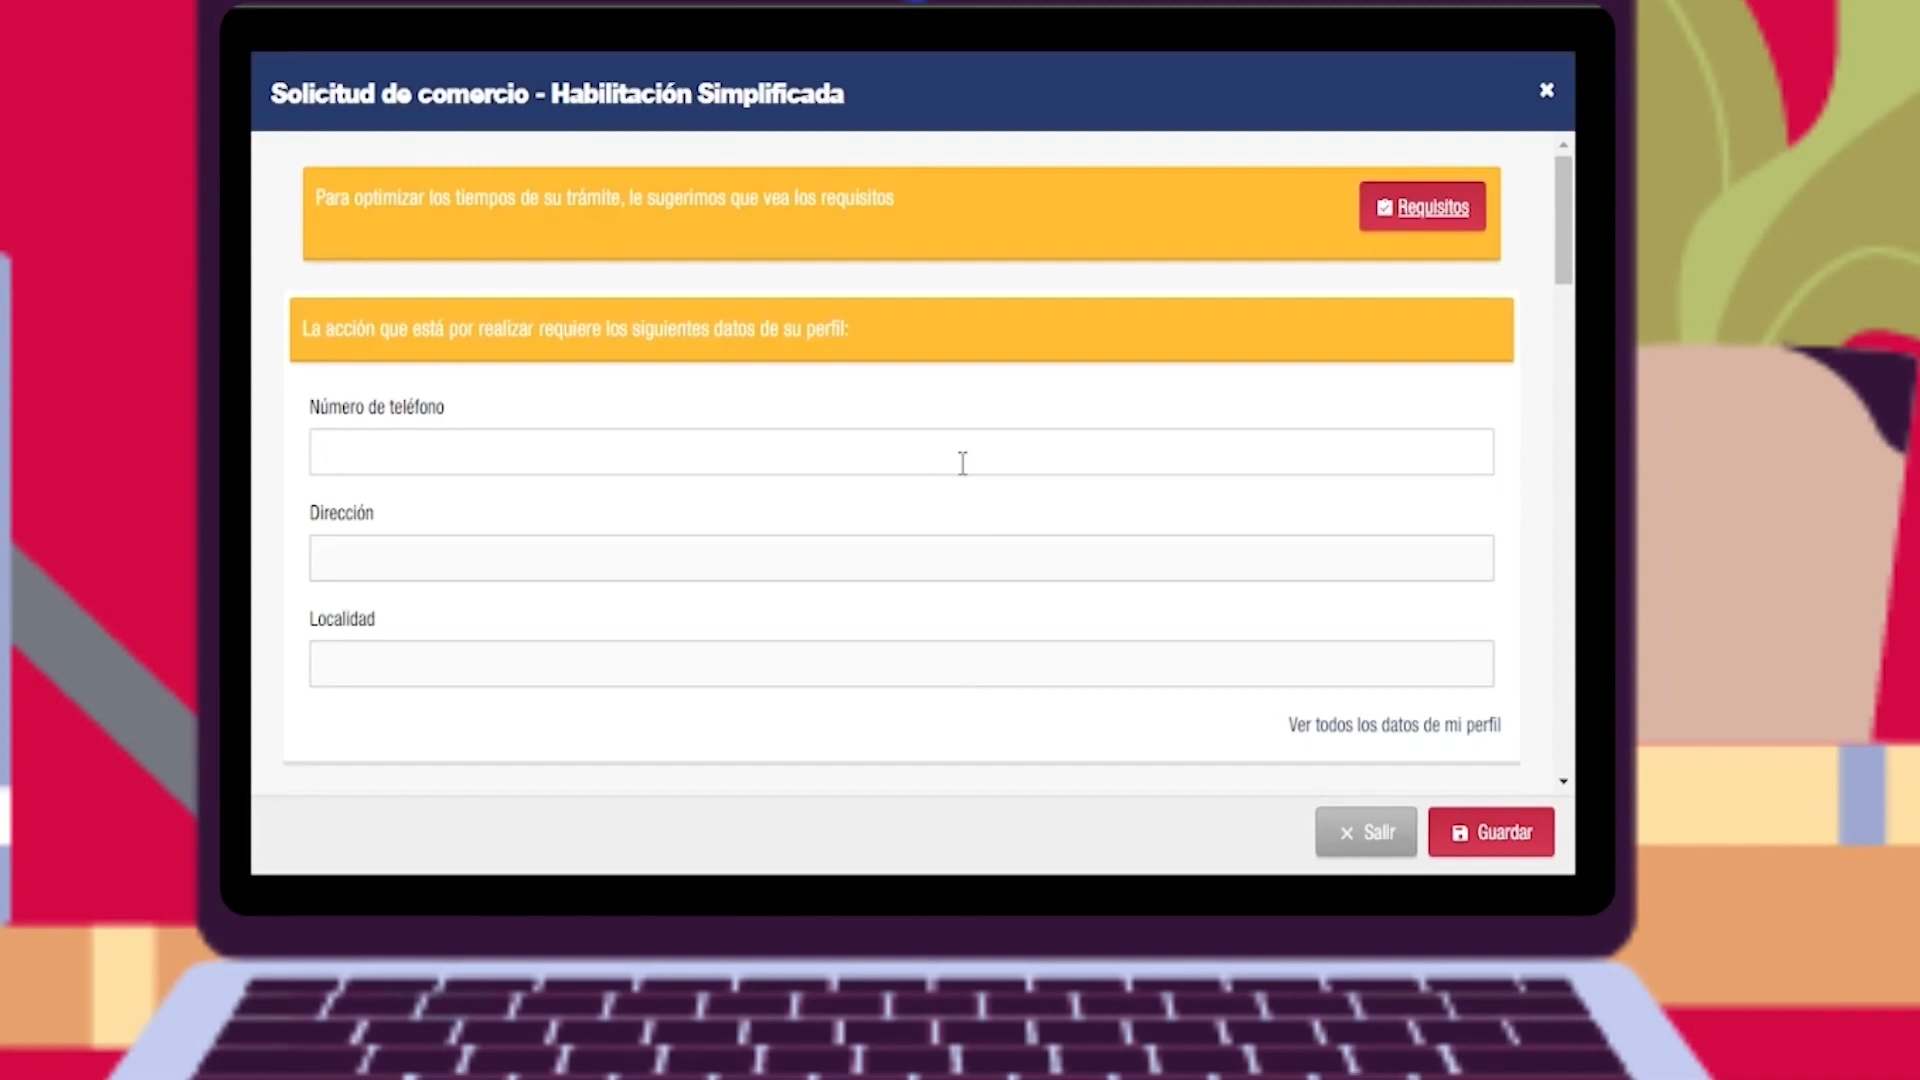 Solicitud de comercio - Habilitación Simplificada
Para optimizar los tiempos de su trámite, le sugerimos que vea los requisitos
Requisitos
La acción que está por realizar requiere los siguientes datos de su perfil:
Número de teléfono
Dirección
Localidad
Ver todos los datos de mi perfil
Salir
Guardar